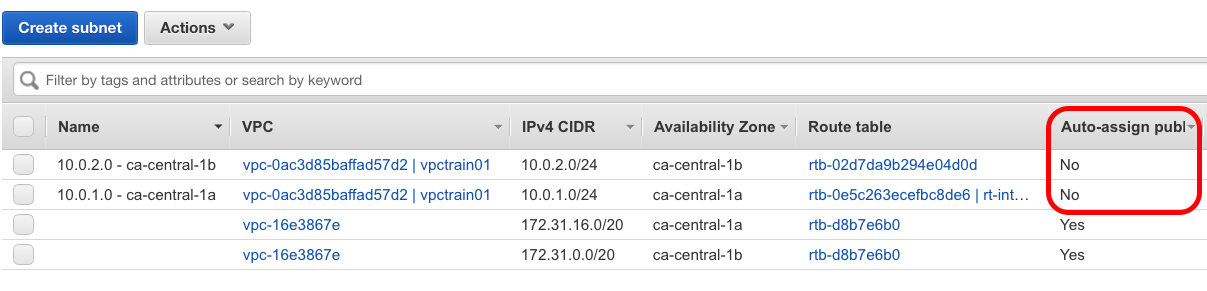 Create subnet Actions
Filter by tags and attributes or search by keyword
Name VPC IPv4 CIDR Availability Zone Route table Auto-assign publ
10.0.2.0 - ca-central-1b vpc-0ac3d85baffad57d2 | vpctrain01 10.0.2.0/24 ca-central-1b rtb-02d7da9b294e04d0d No
10.0.1.0 - ca-central-1a vpc-0ac3d85baffad57d2 | vpctrain01 10.0.1.0/24 ca-central-1a rtb-0e5c263ecefbc8de6 | rt-int… No
vpc-16e3867e 172.31.16.0/20 ca-central-1a rtb-d8b7e6b0 Yes
vpc-16e3867e 172.31.0.0/20 ca-central-1b rtb-d8b7e6b0 Yes